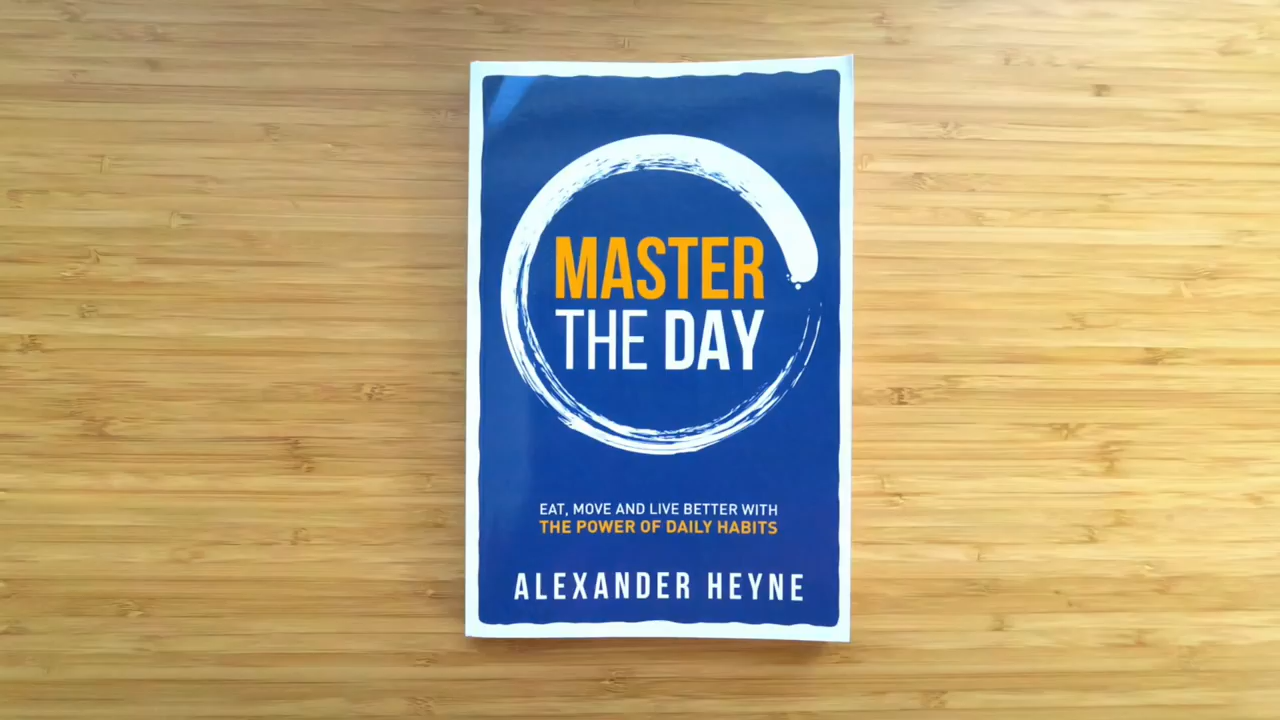 MASTER
THE DAY
EAT, MOVE AND LIVE BETTER WITH
THE POWER OF DAILY HABITS
ALEXANDER HEYNE